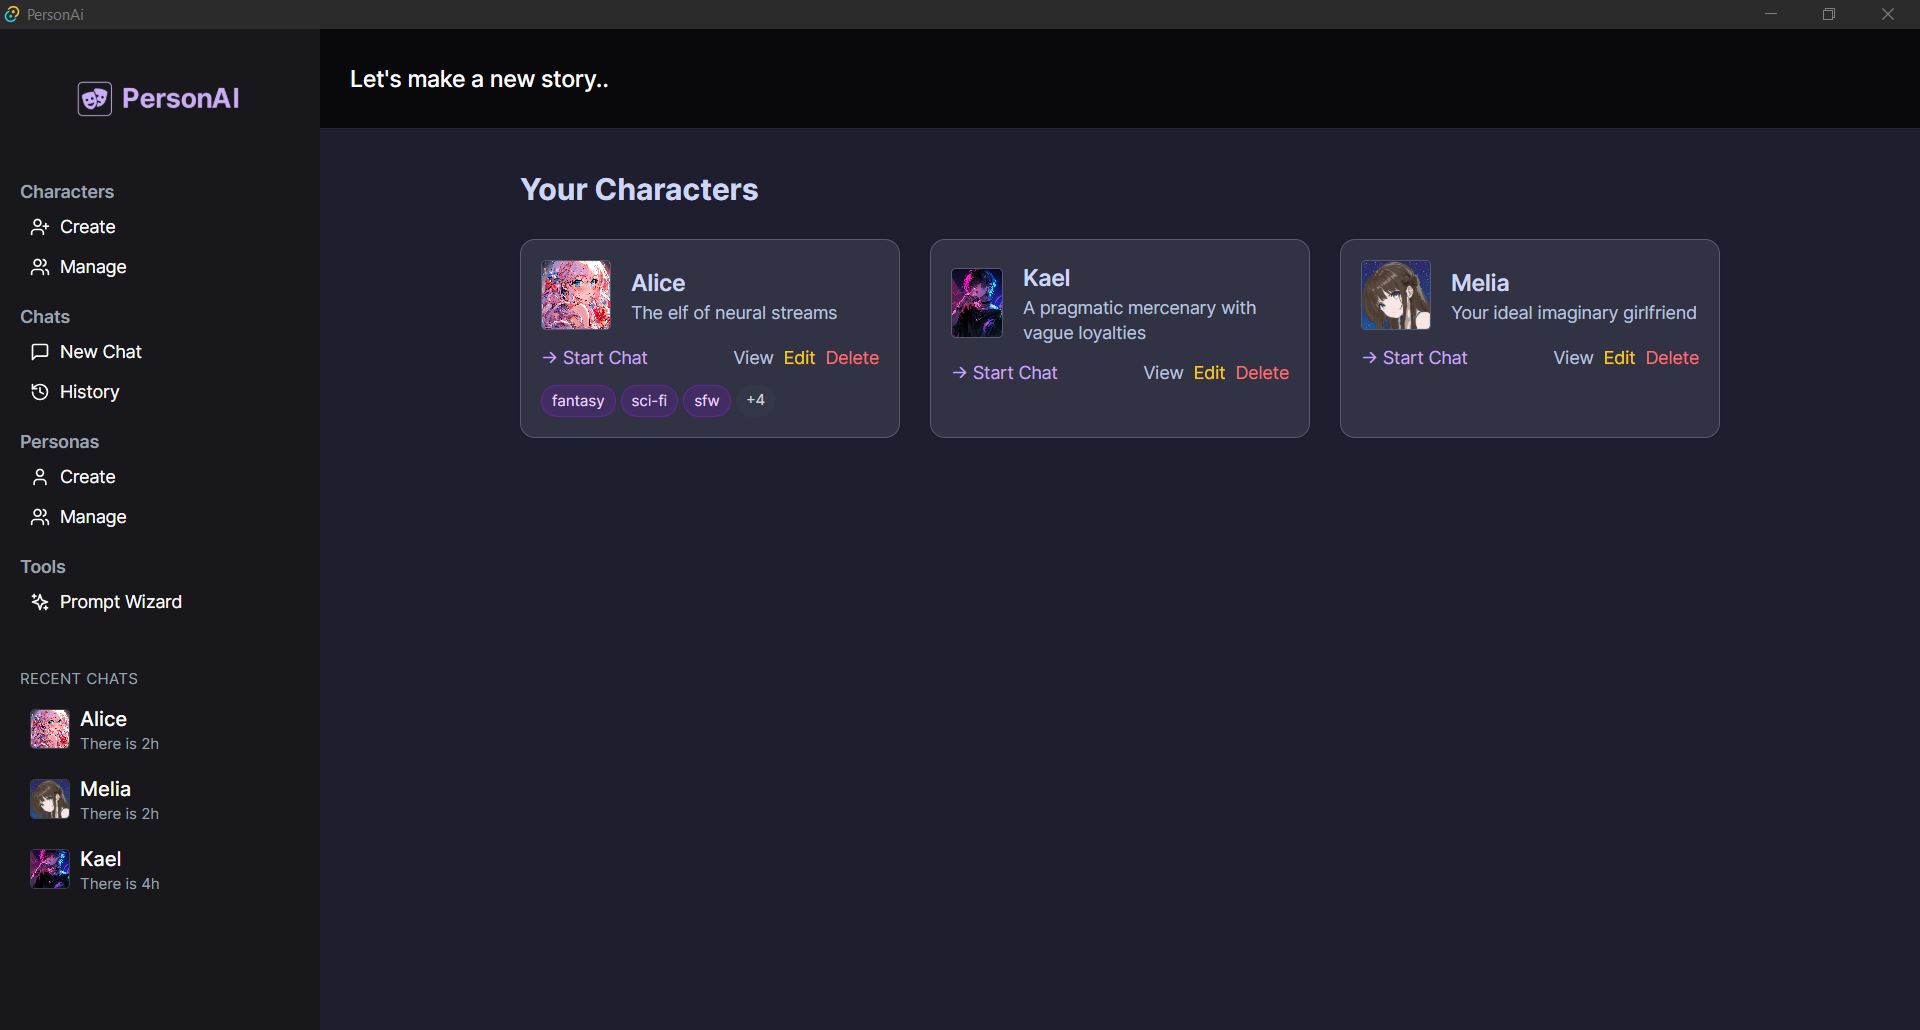 PersonAi
PersonAI
Let's make a new story..
Characters
Create
Manage
Chats
New Chat
History
Personas
Create
Manage
Tools
Prompt Wizard
RECENT CHATS
Alice
There is 2h
Melia
There is 2h
Kael
There is 4h
Your Characters
Alice
The elf of neural streams
→ Start Chat View Edit Delete
fantasy sci-fi sfw +4
Kael
A pragmatic mercenary with
vague loyalties
→ Start Chat View Edit Delete
Melia
Your ideal imaginary girlfriend
→ Start Chat View Edit Delete